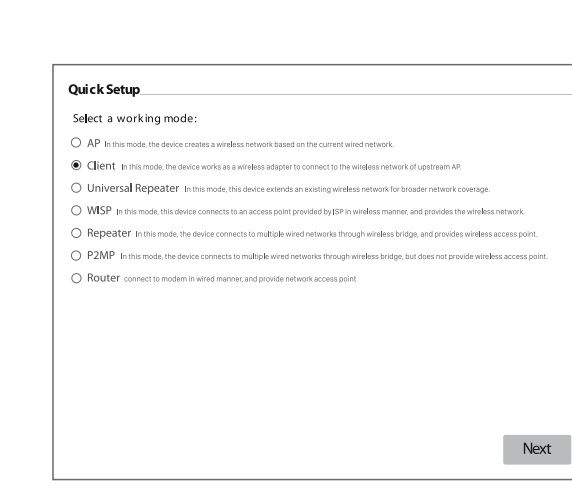 Quick Setup
Select a working mode:
AP In this mode, the device creates a wireless network based on the current wired network.
Client In this mode, the device works as a wireless adapter to connect to the wireless network of upstream AP.
Universal Repeater In this mode, this device extends an existing wireless network for broader network coverage.
WISP In this mode, this device connects to an access point provided by ISP in wireless manner, and provides the wireless network.
Repeater In this mode, the device connects to multiple wired networks through wireless bridge, and provides wireless access point.
P2MP In this mode, the device connects to multiple wired networks through wireless bridge, but does not provide wireless access point.
Router connect to modem in wired manner, and provide network access point
Next